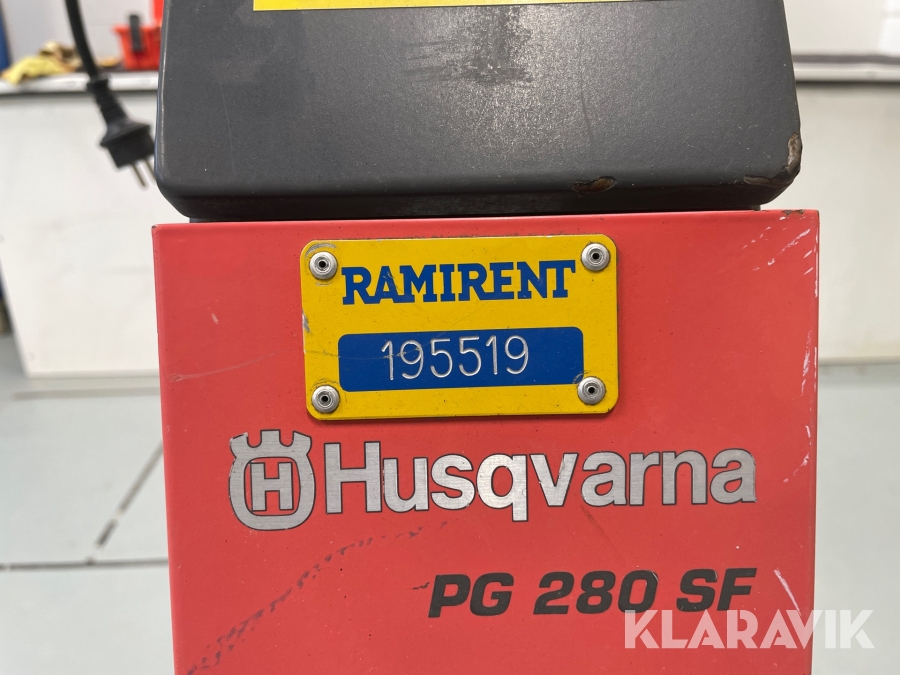 RAMIRENT
195519
H Husqvarna
PG 280 SF
KLARAVIK